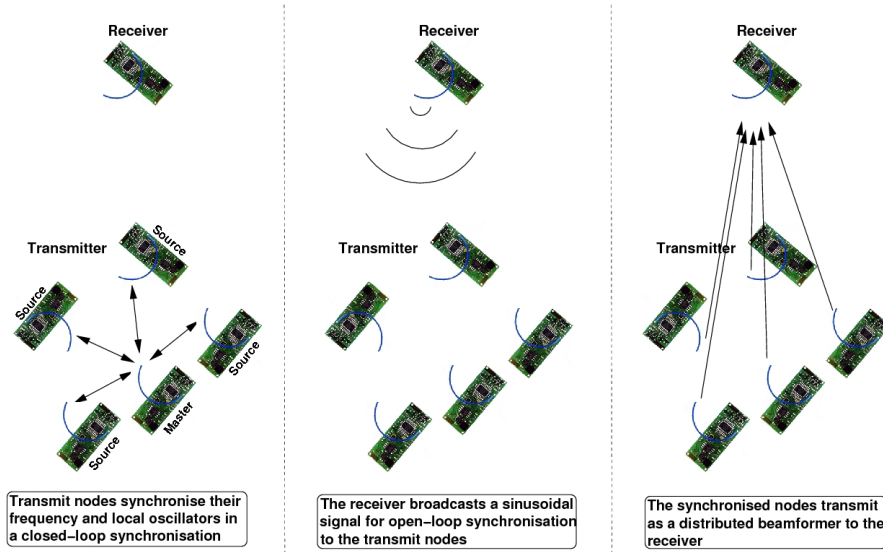 Receiver
Transmitter
Source
Source
Source
Source
Master
Transmit nodes synchronise their
frequency and local oscillators in
a closed−loop synchronisation
Receiver
Transmitter
The receiver broadcasts a sinusoidal
signal for open−loop synchronisation
to the transmit nodes
Receiver
Transmitter
The synchronised nodes transmit
as a distributed beamformer to the
receiver